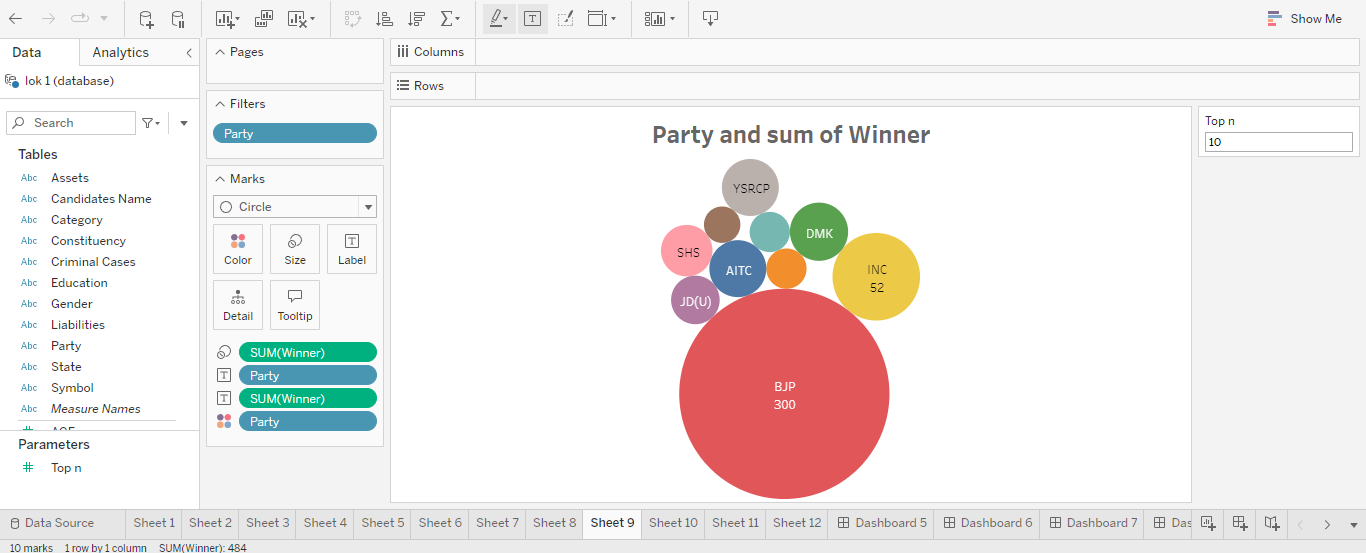 Show Me
Data
Analytics
lok 1 (database)
Search
Tables
Abc Assets
Abc Candidates Name
Abc Category
Abc Constituency
Abc Criminal Cases
Abc Education
Abc Gender
Abc Liabilities
Abc Party
Abc State
Abc Symbol
Abc Measure Names
Parameters
# Top n
Pages
Filters
Party
Marks
Circle
Color
Size
Label
Detail
Tooltip
SUM(Winner)
Party
SUM(Winner)
Party
Columns
Rows
Party and sum of Winner
YSRCP
DMK
SHS
AITC
INC
52
JD(U)
BJP
300
Top n
10
Data Source
Sheet 1
Sheet 2
Sheet 3
Sheet 4
Sheet 5
Sheet 6
Sheet 7
Sheet 8
Sheet 9
Sheet 10
Sheet 11
Sheet 12
Dashboard 5
Dashboard 6
Dashboard 7
10 marks 1 row by 1 column SUM(Winner): 484